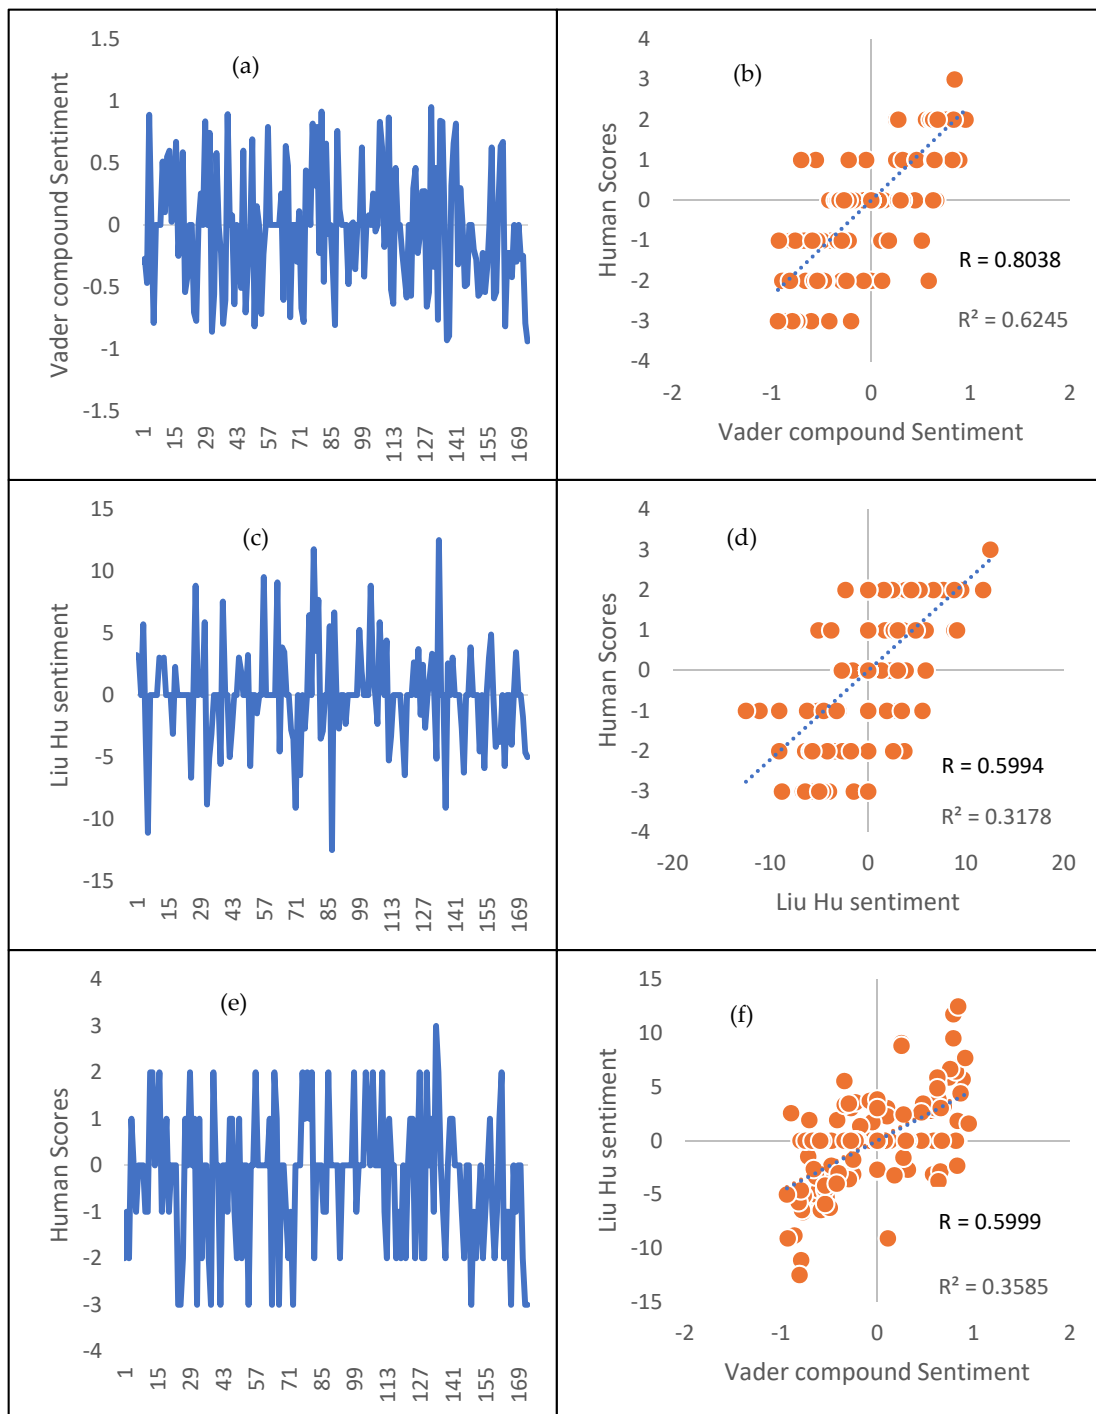 (a)
Vader compound Sentiment
1.5
1
0.5
0
-0.5
-1
-1.5
1 15 29 43 57 71 85 99 113 127 141 155 169
(b)
Human Scores
4
3
2
1
0
-1
-2
-3
-4
R = 0.8038
R² = 0.6245
-2 -1 0 1 2
Vader compound Sentiment
(c)
Liu Hu sentiment
15
10
5
0
-5
-10
-15
1 15 29 43 57 71 85 99 113 127 141 155 169
(d)
Human Scores
4
3
2
1
0
-1
-2
-3
-4
R = 0.5994
R² = 0.3178
-20 -10 0 10 20
Liu Hu sentiment
(e)
Human Scores
4
3
2
1
0
-1
-2
-3
-4
1 15 29 43 57 71 85 99 113 127 141 155 169
(f)
Liu Hu sentiment
15
10
5
0
-5
-10
-15
R = 0.5999
R² = 0.3585
-2 -1 0 1 2
Vader compound Sentiment